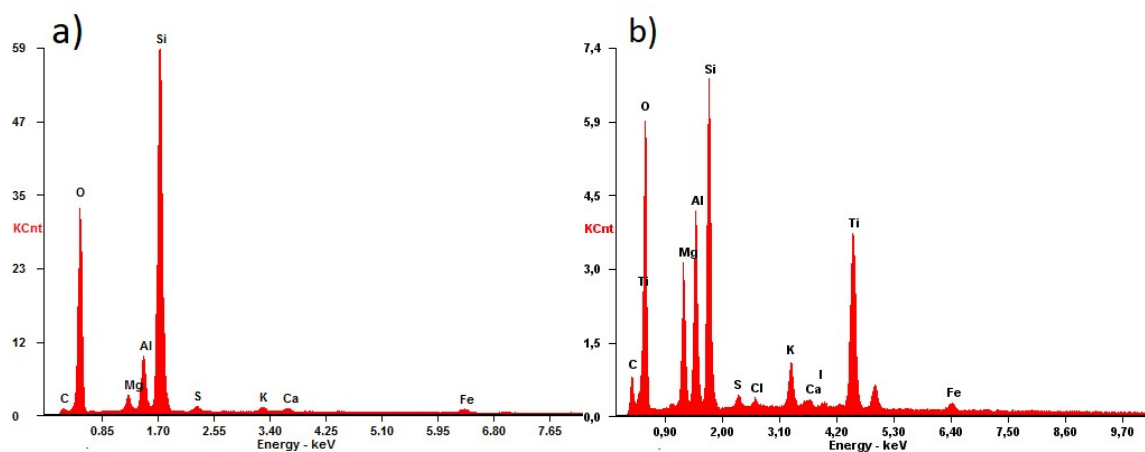 a)
59
47
35
KCnt
23
12
0
C
O
Mg
Al
Si
S
K
Ca
Fe
0.85 1.70 2.55 3.40 4.25 5.10 5.95 6.80 7.65
Energy - keV
b)
7,4
5,9
4,5
KCnt
3,0
1,5
0,0
C
Ti
O
Mg
Al
Si
S
Cl
K
Ca
I
Ti
Fe
0,90 2,00 3,10 4,20 5,30 6,40 7,50 8,60 9,70
Energy - keV